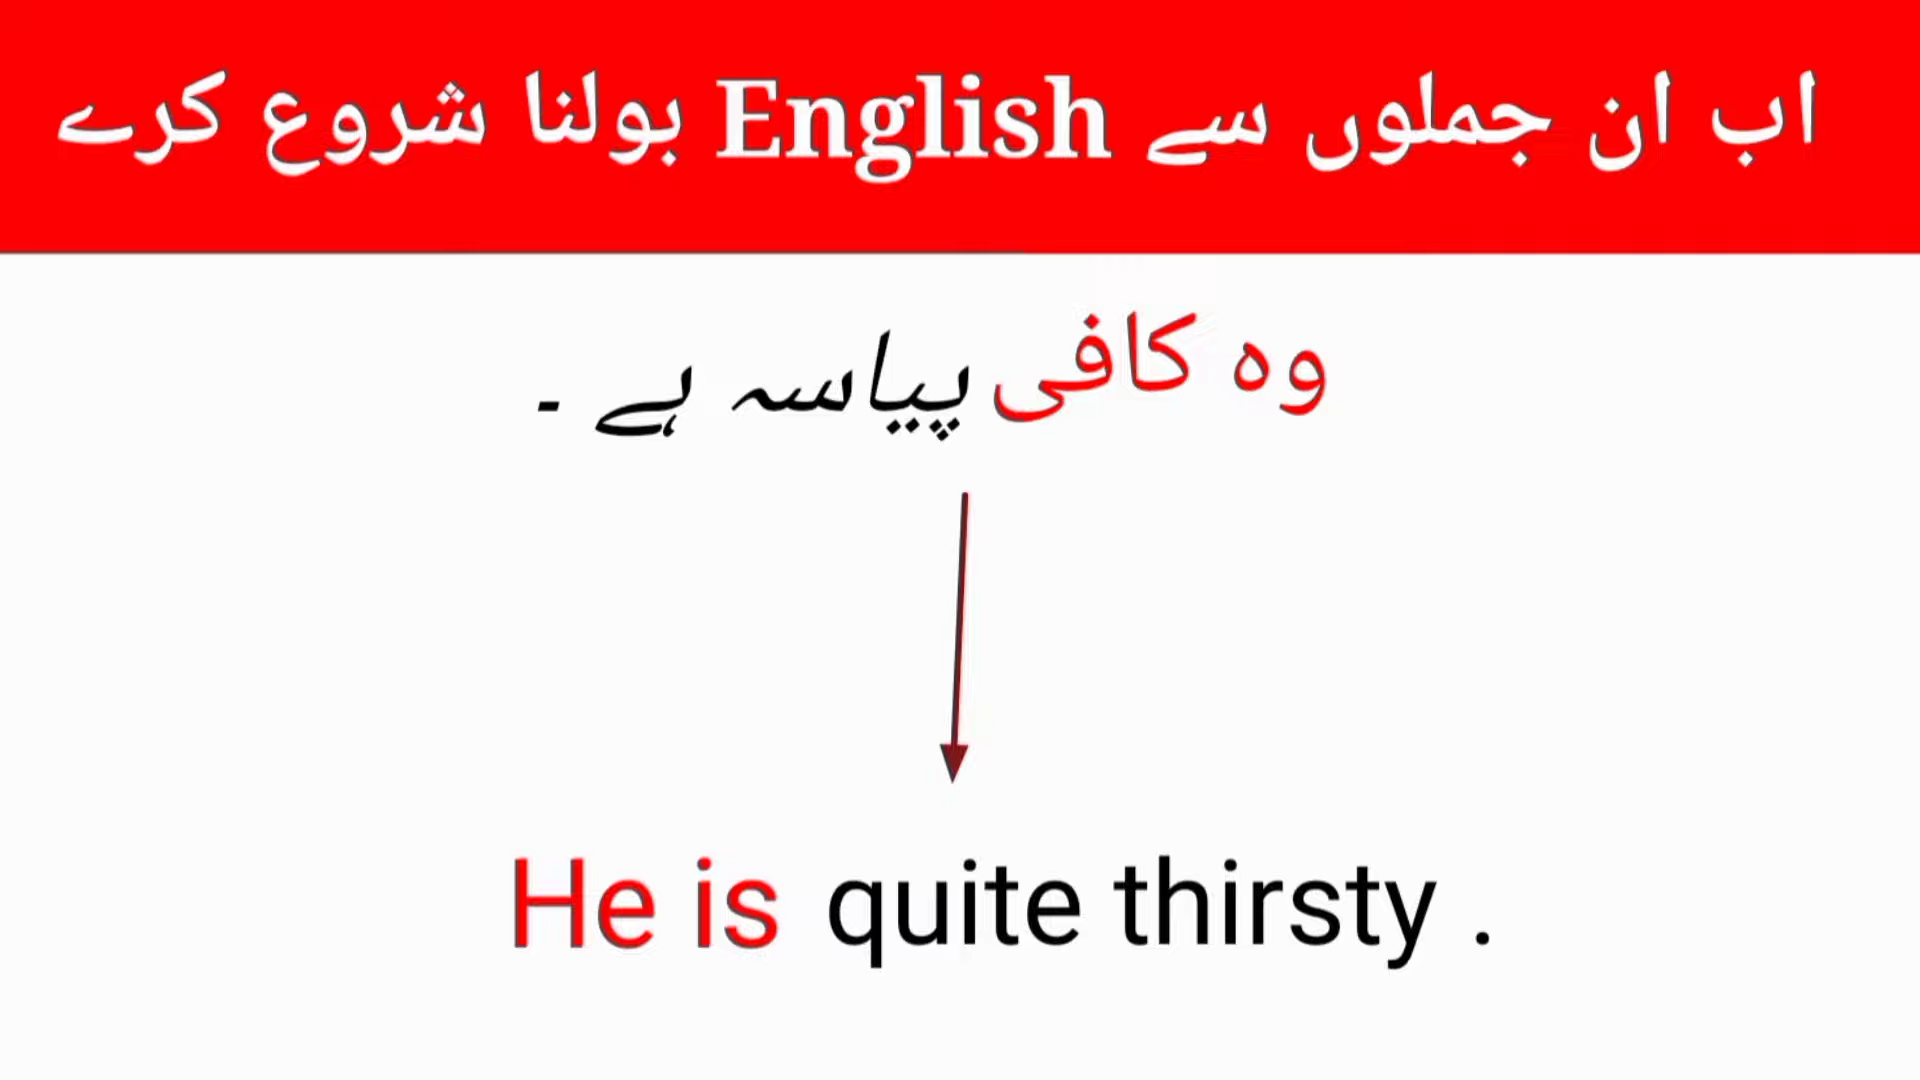 اب ان جملوں سے English بولنا شروع کرے
وہ کافی پیاسہ ہے ۔
He is quite thirsty .